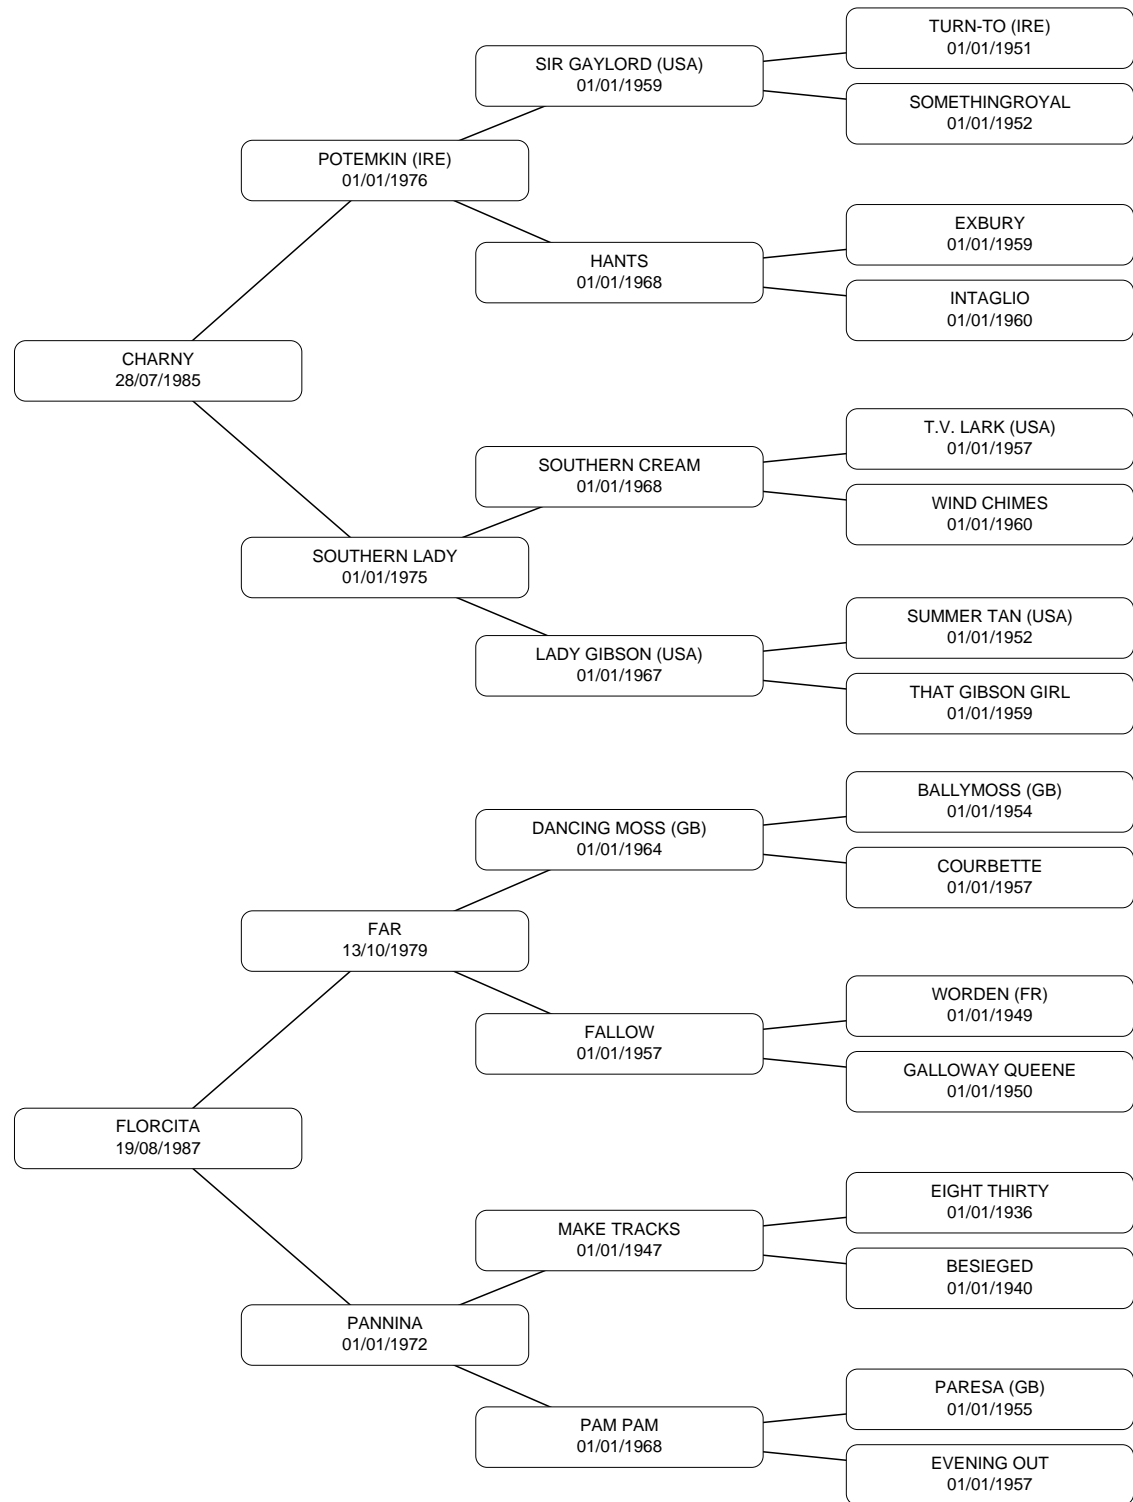 TURN-TO (IRE)
01/01/1951
SIR GAYLORD (USA)
01/01/1959
SOMETHINGROYAL
01/01/1952
POTEMKIN (IRE)
01/01/1976
EXBURY
01/01/1959
HANTS
01/01/1968
INTAGLIO
01/01/1960
CHARNY
28/07/1985
T.V. LARK (USA)
01/01/1957
SOUTHERN CREAM
01/01/1968
WIND CHIMES
01/01/1960
SOUTHERN LADY
01/01/1975
SUMMER TAN (USA)
01/01/1952
LADY GIBSON (USA)
01/01/1967
THAT GIBSON GIRL
01/01/1959
BALLYMOSS (GB)
01/01/1954
DANCING MOSS (GB)
01/01/1964
COURBETTE
01/01/1957
FAR
13/10/1979
WORDEN (FR)
01/01/1949
FALLOW
01/01/1957
GALLOWAY QUEENE
01/01/1950
FLORCITA
19/08/1987
EIGHT THIRTY
01/01/1936
MAKE TRACKS
01/01/1947
BESIEGED
01/01/1940
PANNINA
01/01/1972
PARESA (GB)
01/01/1955
PAM PAM
01/01/1968
EVENING OUT
01/01/1957